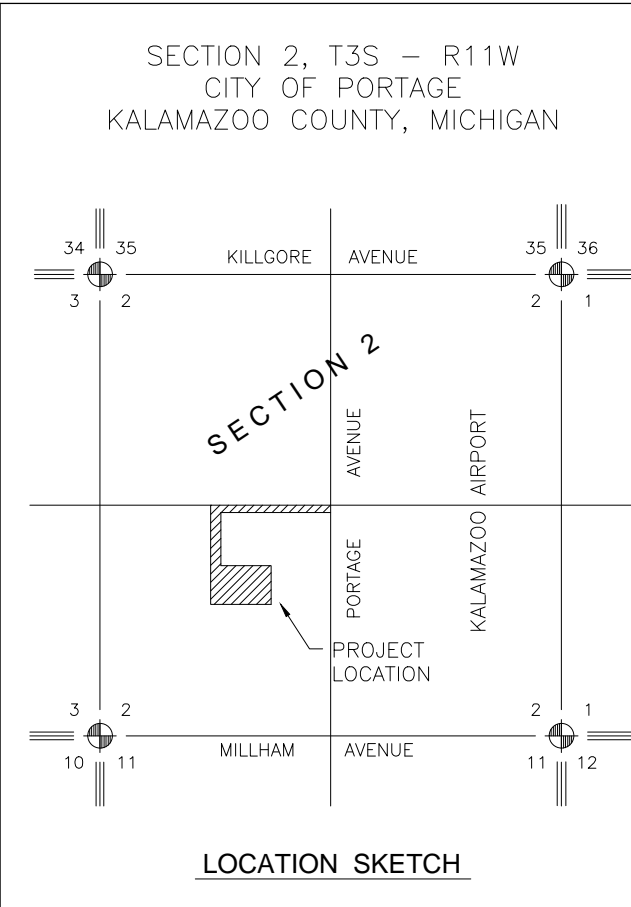 SECTION 2, T3S – R11W
CITY OF PORTAGE
KALAMAZOO COUNTY, MICHIGAN
34 35
KILLGORE AVENUE
35 36
3 2
2 1
SECTION 2
AVENUE
KALAMAZOO AIRPORT
PORTAGE
PROJECT
LOCATION
3 2
2 1
MILLHAM AVENUE
10 11
11 12
LOCATION SKETCH